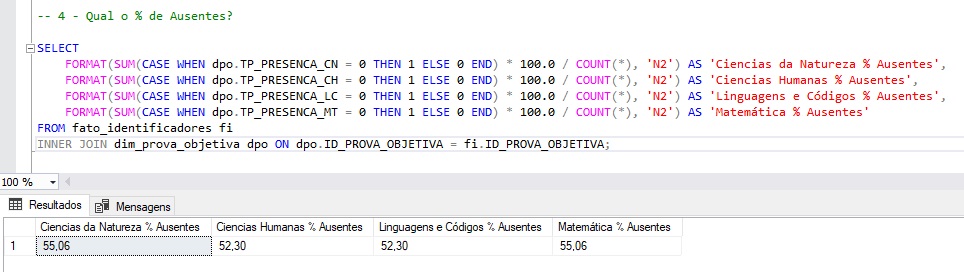 -- 4 - Qual o % de Ausentes?
SELECT
FORMAT(SUM(CASE WHEN dpo.TP_PRESENCA_CN = 0 THEN 1 ELSE 0 END) * 100.0 / COUNT(*), 'N2') AS 'Ciencias da Natureza % Ausentes',
FORMAT(SUM(CASE WHEN dpo.TP_PRESENCA_CH = 0 THEN 1 ELSE 0 END) * 100.0 / COUNT(*), 'N2') AS 'Ciencias Humanas % Ausentes',
FORMAT(SUM(CASE WHEN dpo.TP_PRESENCA_LC = 0 THEN 1 ELSE 0 END) * 100.0 / COUNT(*), 'N2') AS 'Linguagens e Códigos % Ausentes',
FORMAT(SUM(CASE WHEN dpo.TP_PRESENCA_MT = 0 THEN 1 ELSE 0 END) * 100.0 / COUNT(*), 'N2') AS 'Matemática % Ausentes'
FROM fato_identificadores fi
INNER JOIN dim_prova_objetiva dpo ON dpo.ID_PROVA_OBJETIVA = fi.ID_PROVA_OBJETIVA;
100 %
Resultados Mensagens
Ciencias da Natureza % Ausentes Ciencias Humanas % Ausentes Linguagens e Códigos % Ausentes Matemática % Ausentes
1 55,06 52,30 52,30 55,06